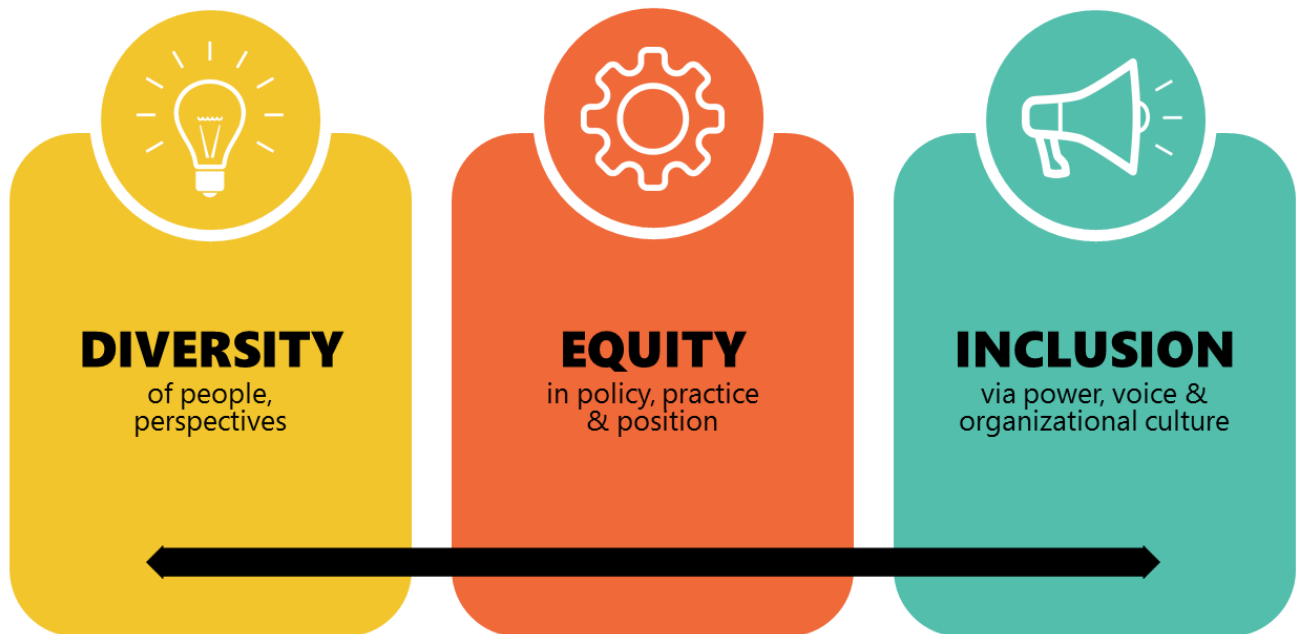 DIVERSITY
of people,
perspectives
EQUITY
in policy, practice
& position
INCLUSION
via power, voice &
organizational culture